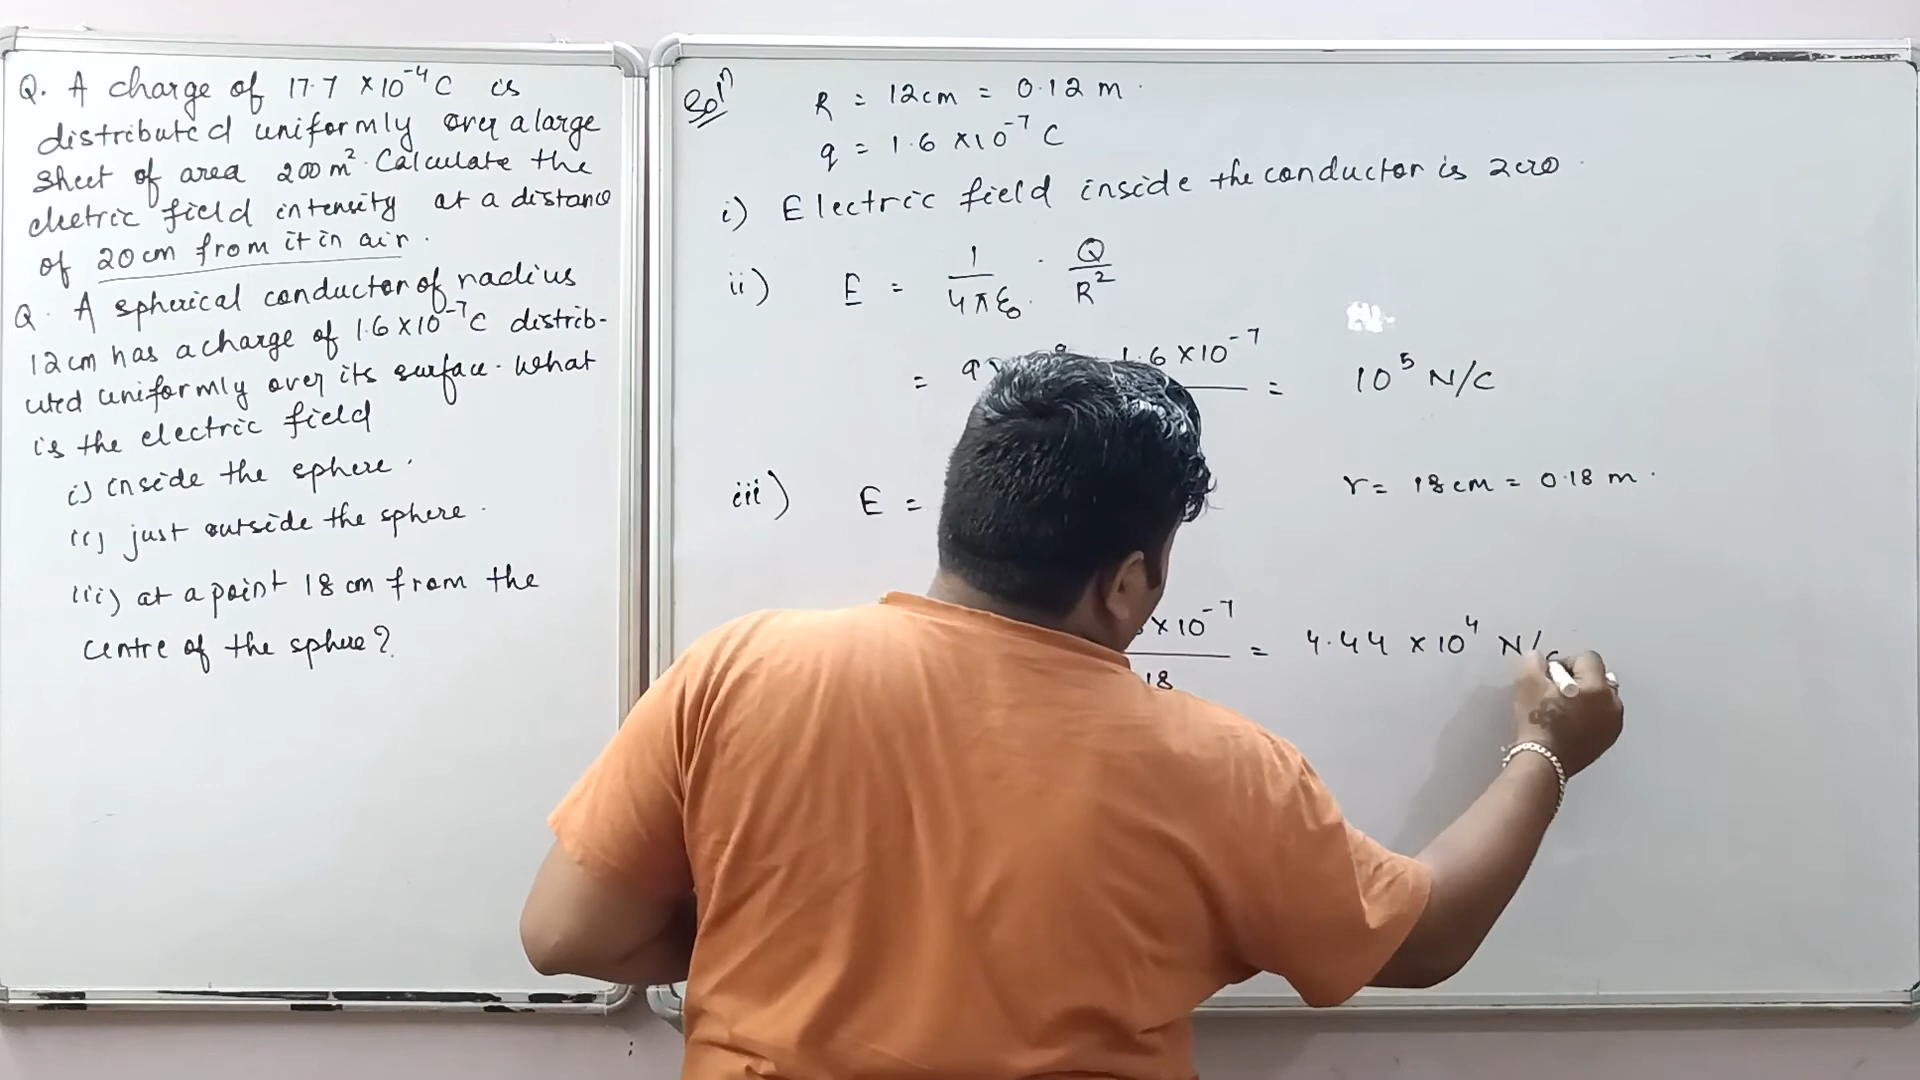 Q. A charge of 17.7 × 10⁻⁴ C is
distributed uniformly over a large
sheet of area 200 m². Calculate the
electric field intensity at a distance
of 20 cm from it in air.
Q. A spherical conductor of radius
12 cm has a charge of 1.6 × 10⁻⁷ C distrib-
uted uniformly over its surface. What
is the electric field
i) inside the sphere.
ii) just outside the sphere.
iii) at a point 18 cm from the
centre of the sphere?
Solⁿ
R = 12 cm = 0.12 m.
q = 1.6 × 10⁻⁷ C
i) Electric field inside the conductor is zero.
ii) E = 1/4πε₀ · Q/R²
= 9 1.6 × 10⁻⁷ = 10⁵ N/C
iii) E = r = 18 cm = 0.18 m.
× 10⁻⁷ / 18 = 4.44 × 10⁴ N/C